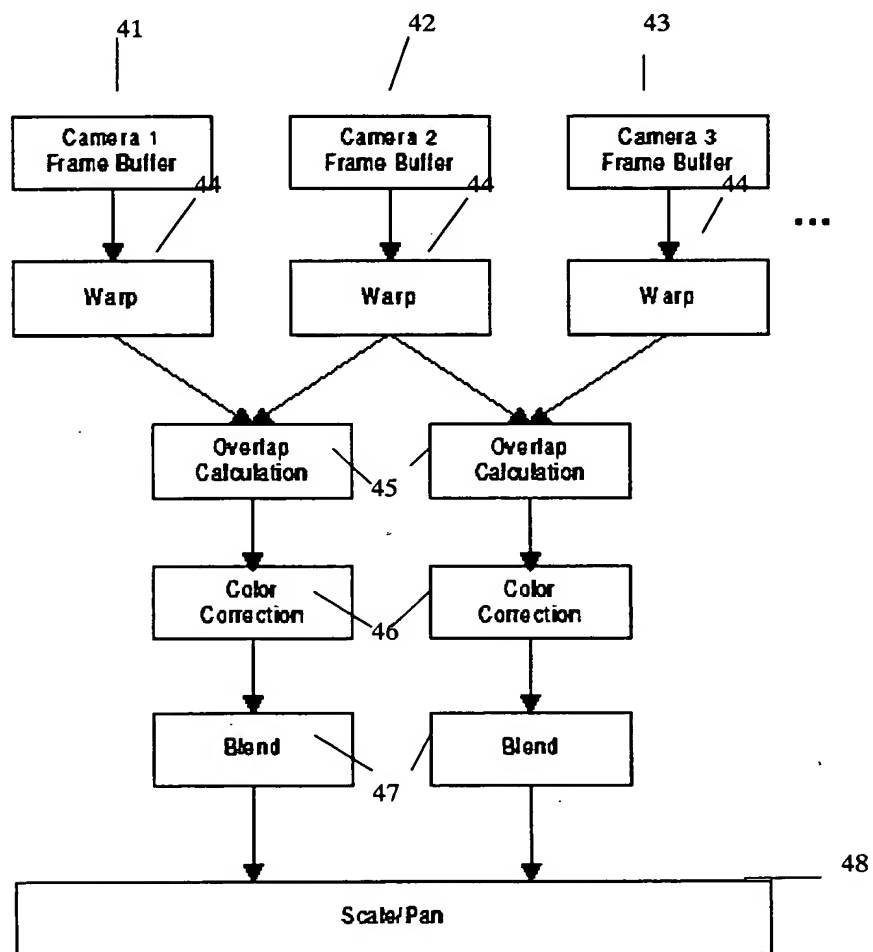 41
42
43
Camera 1
Frame Buffer
Camera 2
Frame Buffer
Camera 3
Frame Buffer
44
44
44
...
Warp
Warp
Warp
Overlap
Calculation
Overlap
Calculation
45
Color
Correction
Color
Correction
46
Blend
Blend
47
48
Scale/Pan